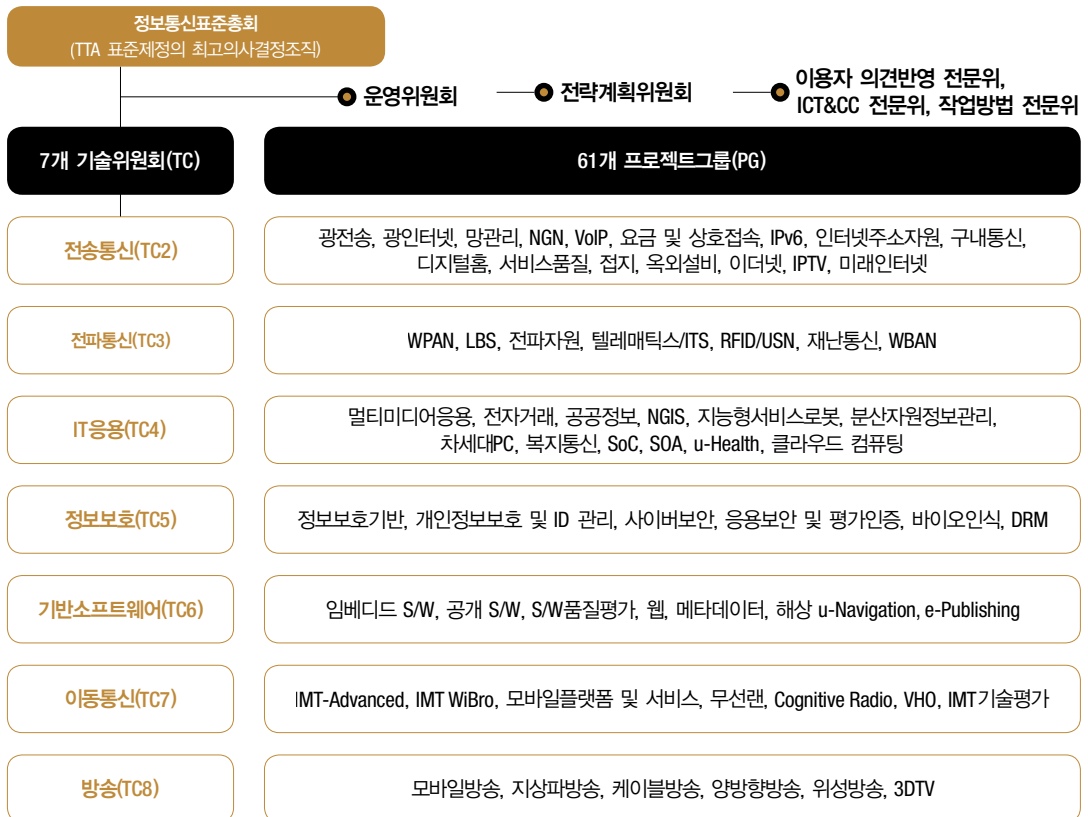 정보통신표준총회
(TTA 표준제정의 최고의사결정조직)
운영위원회
전략계획위원회
이용자 의견반영 전문위,
ICT&CC 전문위, 작업방법 전문위
7개 기술위원회(TC)
61개 프로젝트그룹(PG)
전송통신(TC2)
광전송, 광인터넷, 망관리, NGN, VoIP, 요금 및 상호접속, IPv6, 인터넷주소자원, 구내통신,
디지털홈, 서비스품질, 접지, 옥외설비, 이더넷, IPTV, 미래인터넷
전파통신(TC3)
WPAN, LBS, 전파자원, 텔레매틱스/ITS, RFID/USN, 재난통신, WBAN
IT응용(TC4)
멀티미디어응용, 전자거래, 공공정보, NGIS, 지능형서비스로봇, 분산자원정보관리,
차세대PC, 복지통신, SoC, SOA, u-Health, 클라우드 컴퓨팅
정보보호(TC5)
정보보호기반, 개인정보보호 및 ID 관리, 사이버보안, 응용보안 및 평가인증, 바이오인식, DRM
기반소프트웨어(TC6)
임베디드 S/W, 공개 S/W, S/W품질평가, 웹, 메타데이터, 해상 u-Navigation, e-Publishing
이동통신(TC7)
IMT-Advanced, IMT WiBro, 모바일플랫폼 및 서비스, 무선랜, Cognitive Radio, VHO, IMT기술평가
방송(TC8)
모바일방송, 지상파방송, 케이블방송, 양방향방송, 위성방송, 3DTV